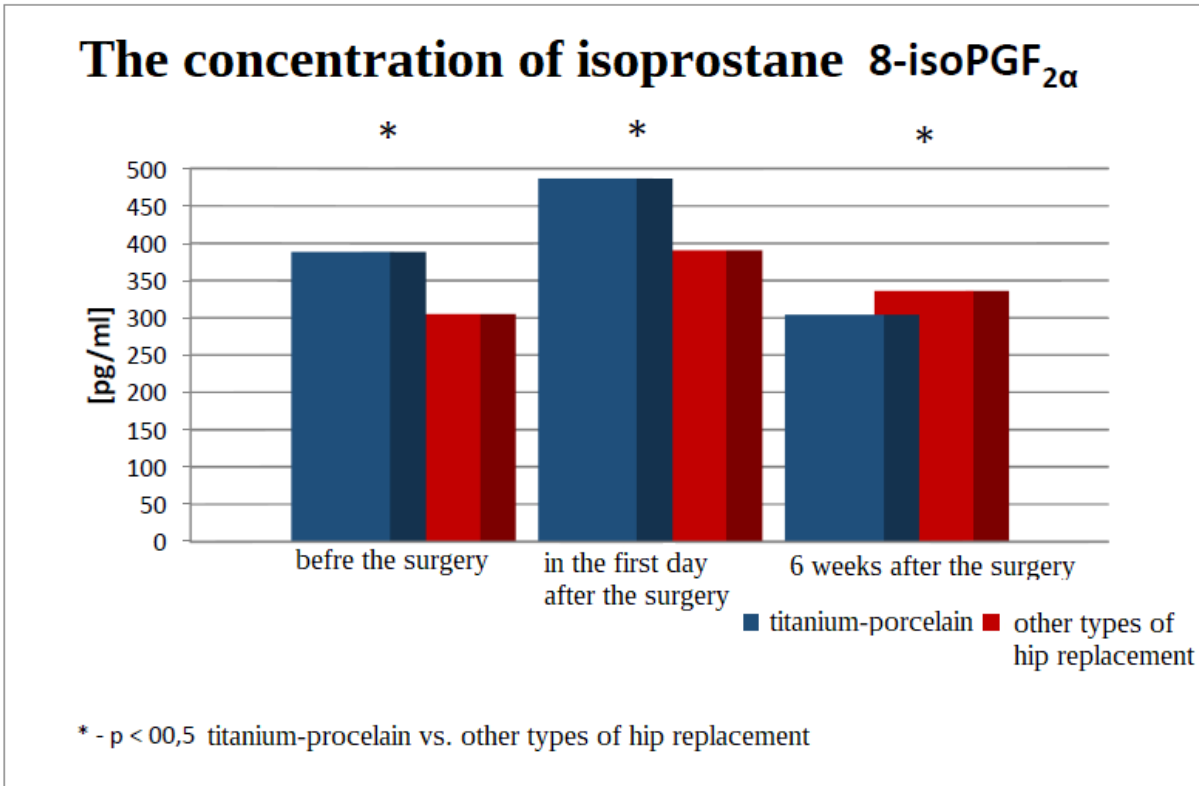 The concentration of isoprostane 8-isoPGF2α
* * *
500
450
400
350
300
250
200
150
100
50
0
[pg/ml]
befre the surgery
in the first day
after the surgery
6 weeks after the surgery
titanium-porcelain
other types of
hip replacement
* - p < 00,5 titanium-procelain vs. other types of hip replacement